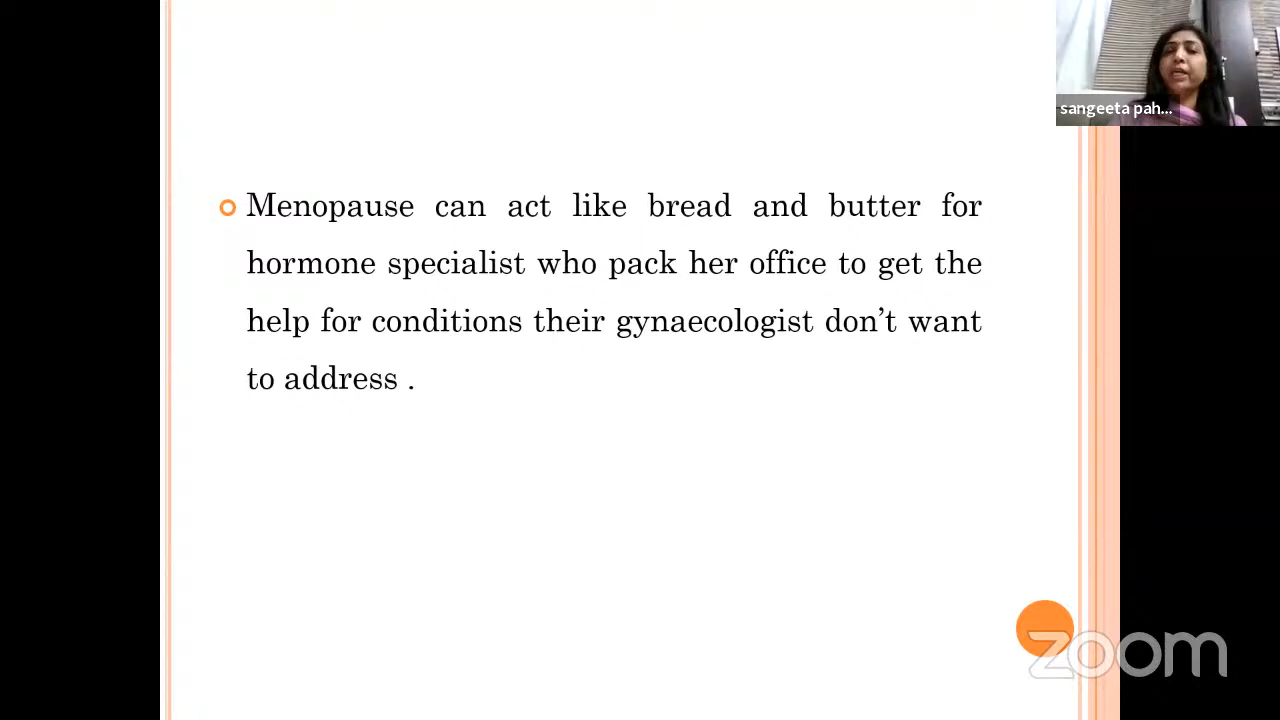 sangeeta pah...
Menopause can act like bread and butter for
hormone specialist who pack her office to get the
help for conditions their gynaecologist don’t want
to address .
zoom